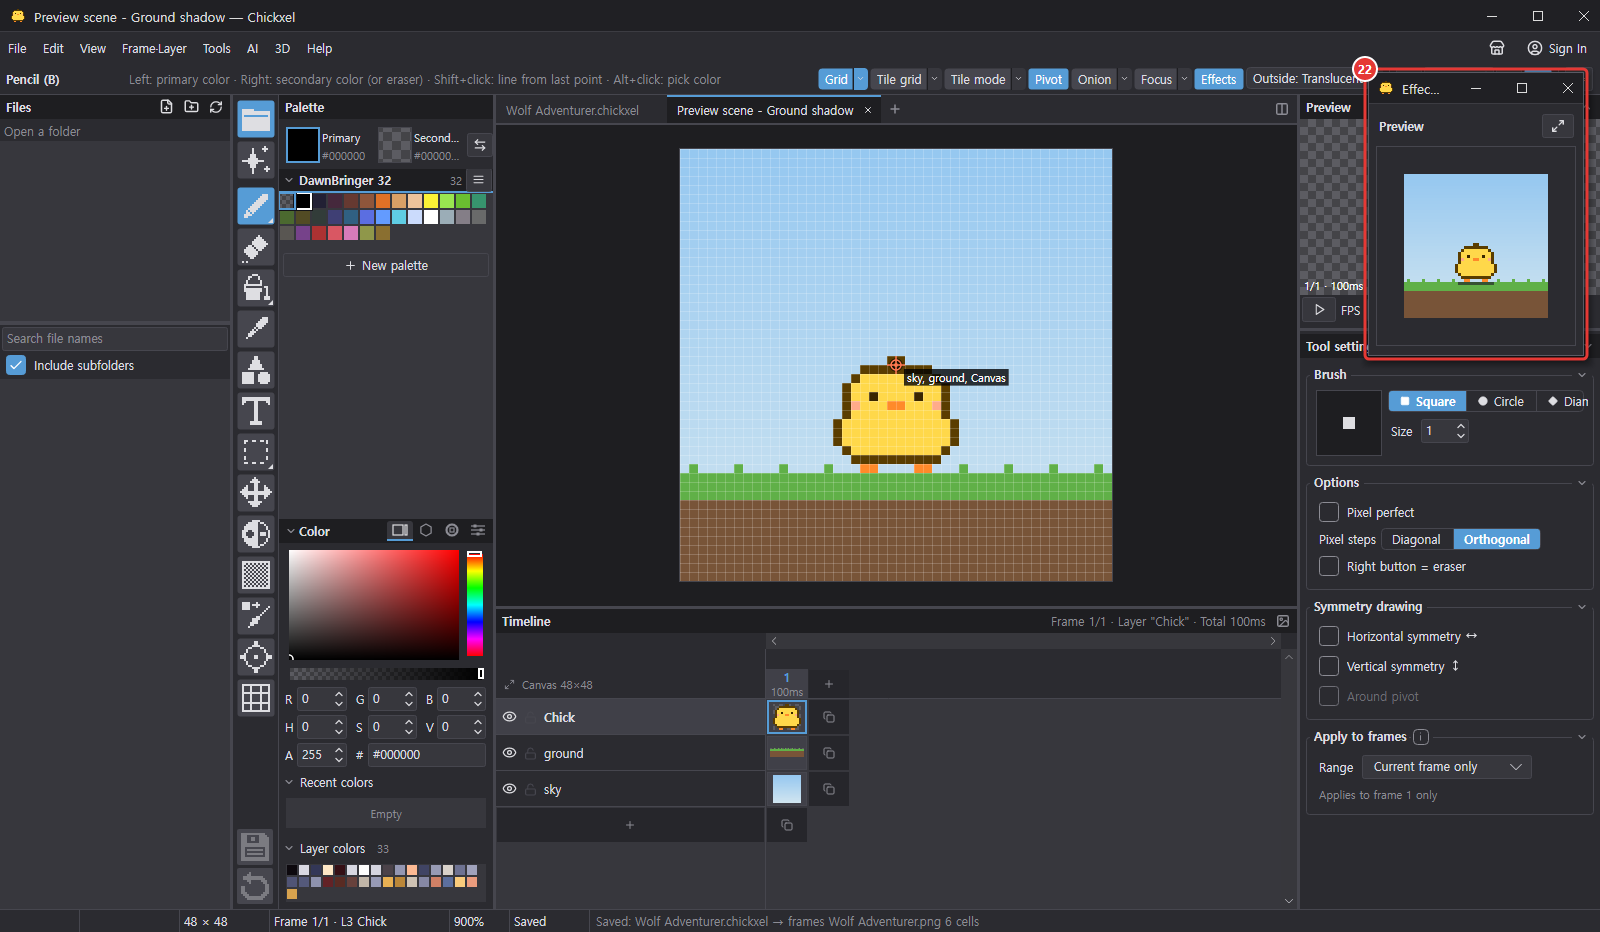 Preview scene - Ground shadow — Chickxel
File Edit View Frame·Layer Tools AI 3D Help
Sign In
Pencil (B)
Left: primary color · Right: secondary color (or eraser) · Shift+click: line from last point · Alt+click: pick color
Grid Tile grid Tile mode Pivot Onion Focus Effects Outside:
22
Effec...
Preview
Files
Open a folder
Search file names
Include subfolders
Palette
Primary
#000000
Second...
#00000...
DawnBringer 32
32
+ New palette
Wolf Adventurer.chickxel
Preview scene - Ground shadow × +
sky, ground, Canvas
Preview
1/1 · 100ms
FPS
Tool
Brush
Square Circle
Size 1
Options
Pixel perfect
Pixel steps Diagonal Orthogonal
Right button = eraser
Symmetry drawing
Horizontal symmetry ↔
Vertical symmetry ↕
Around pivot
Apply to frames i
Range Current frame only
Applies to frame 1 only
Color
R 0 G 0 B 0
H 0 S 0 V 0
A 255 # #000000
Recent colors
Empty
Layer colors 33
Timeline
Frame 1/1 · Layer "Chick" · Total 100ms
Canvas 48×48
1
100ms
+
Chick
ground
sky
+
48 × 48
Frame 1/1 · L3 Chick
900%
Saved
Saved: Wolf Adventurer.chickxel → frames Wolf Adventurer.png 6 cells